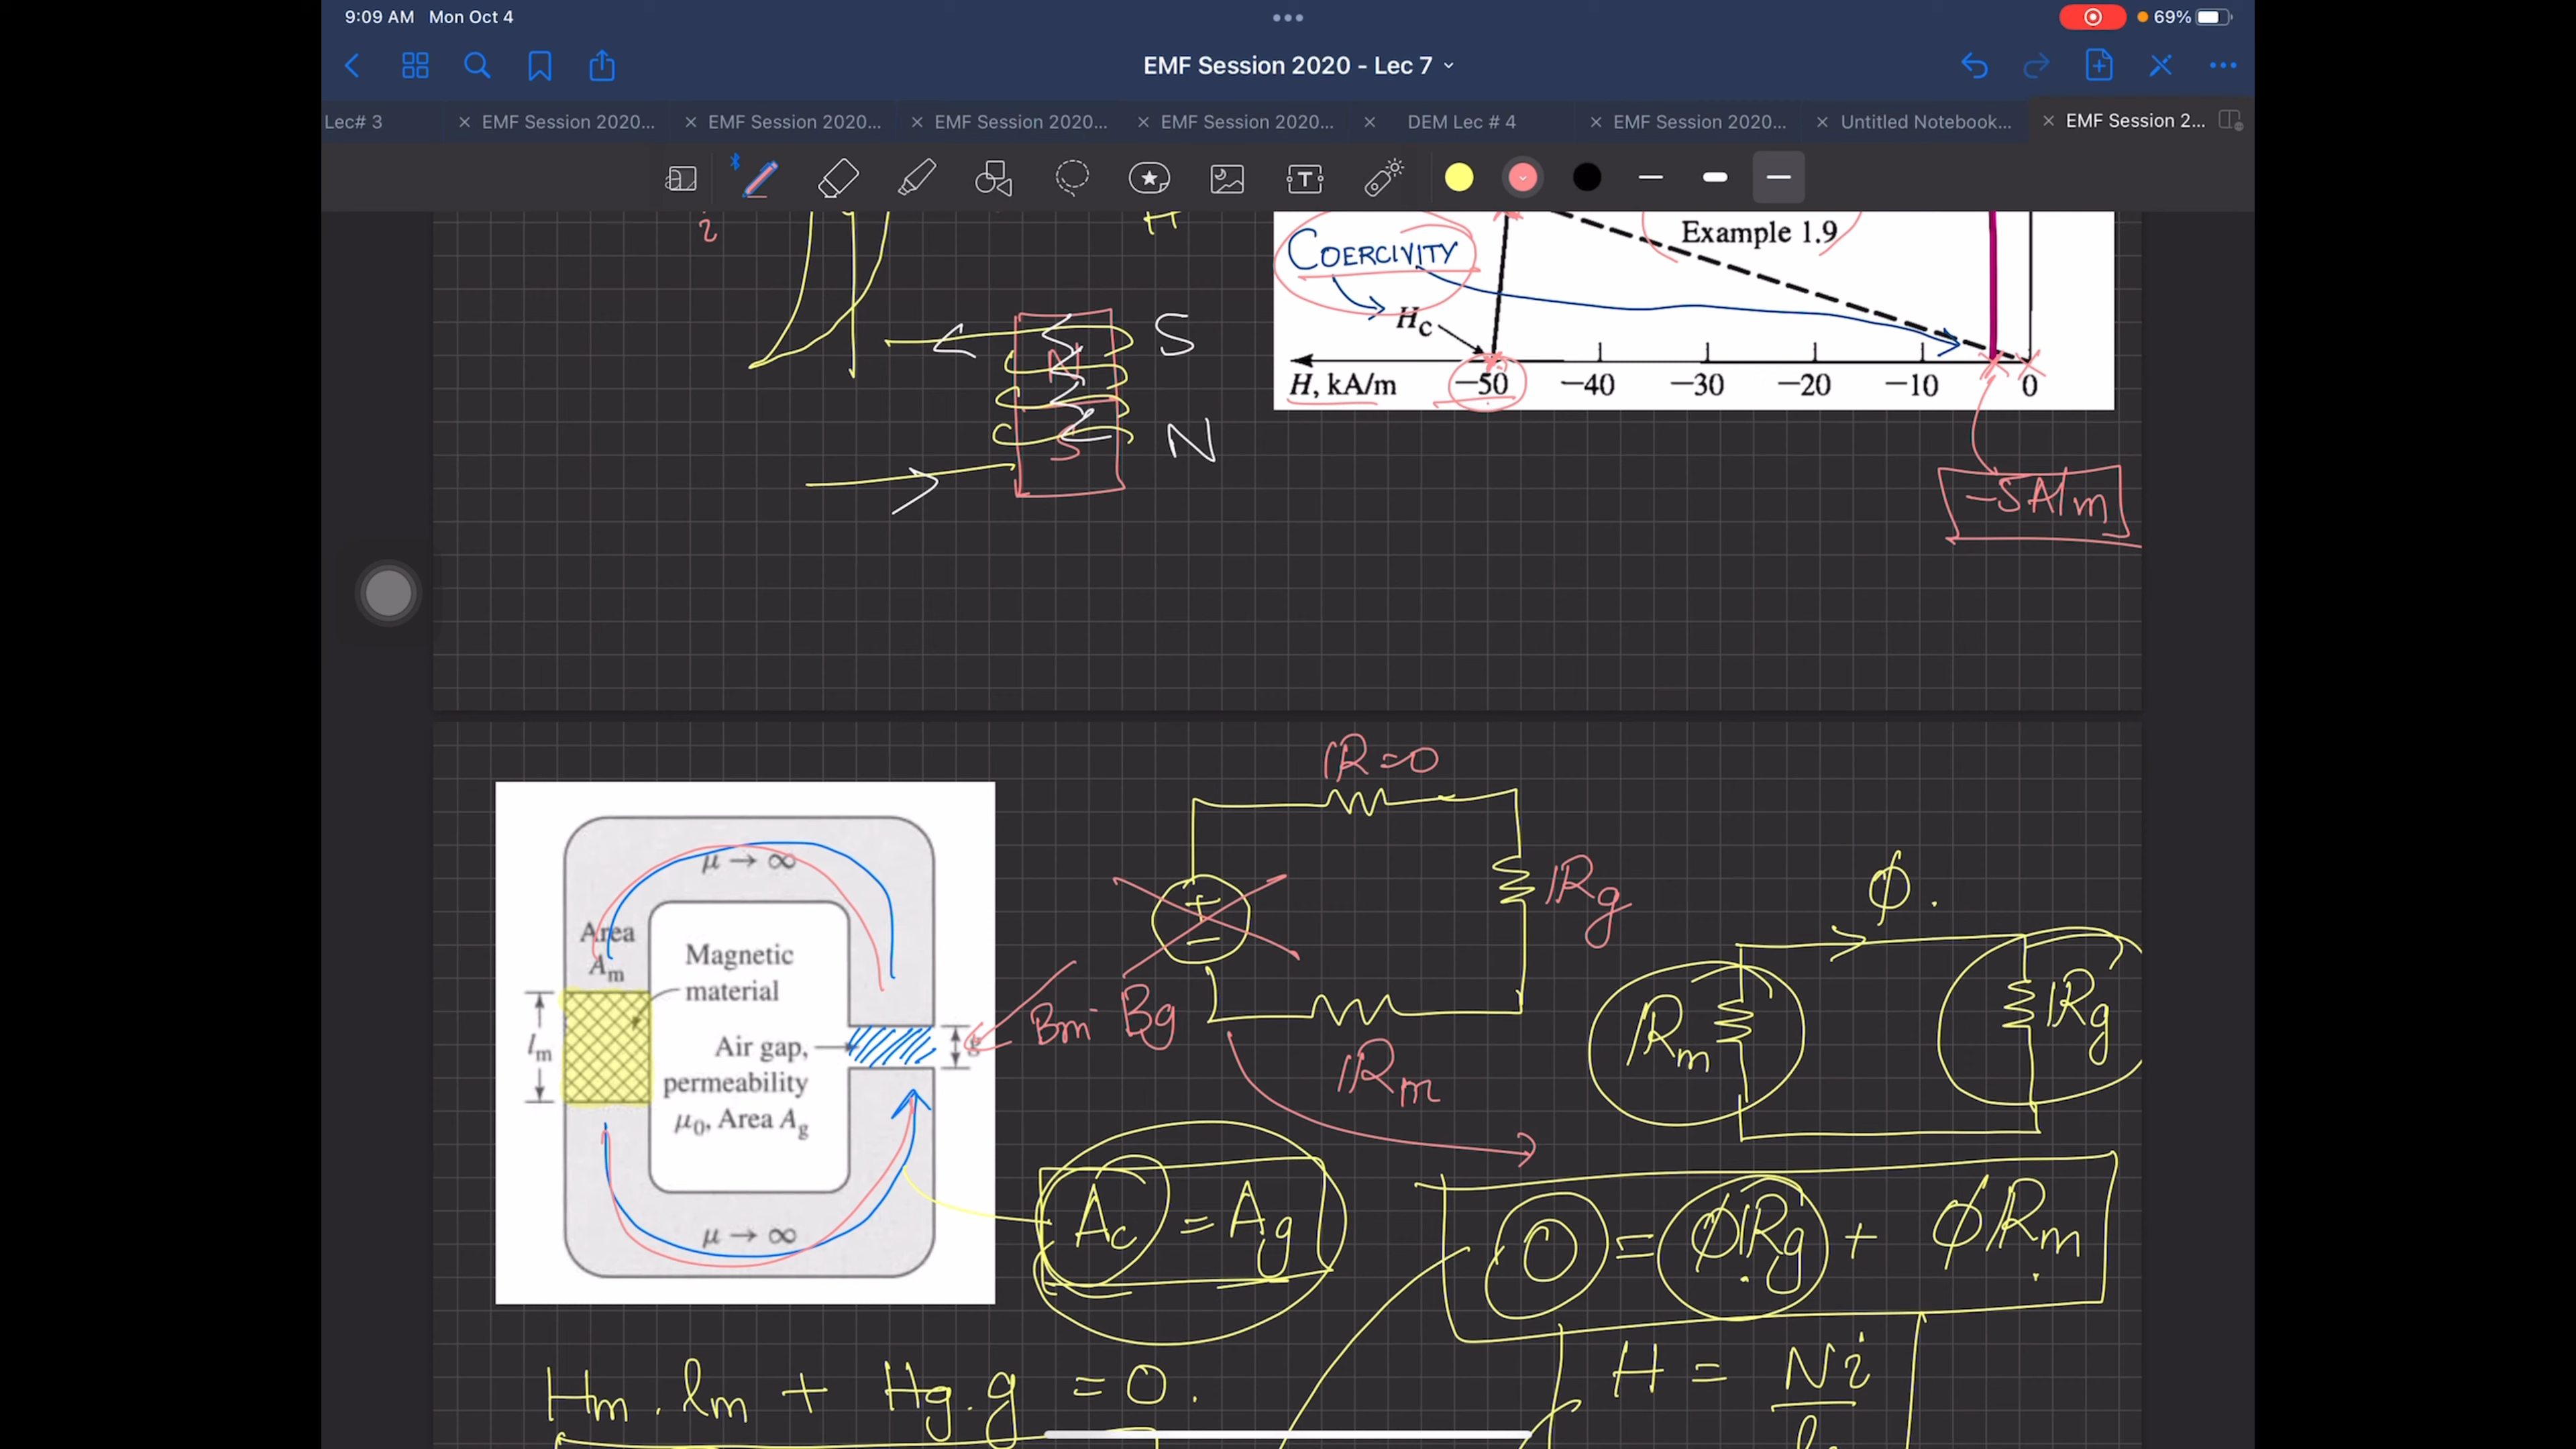 9:09 AM Mon Oct 4
69%
EMF Session 2020 - Lec 7
Lec# 3
EMF Session 2020...
EMF Session 2020...
EMF Session 2020...
EMF Session 2020...
DEM Lec # 4
EMF Session 2020...
Untitled Notebook...
EMF Session 2...
2
H
Example 1.9
COERCIVITY
Hc
H, kA/m
−50 −40 −30 −20 −10 0
-5A/m
N
S
S
N
μ → ∞
Area
Am
Magnetic
material
lm
Air gap,
permeability
μ0, Area Ag
μ → ∞
R=0
Rg
Bm Bg
Rm
ϕ.
Rm
Rg
Ac = Ag
0 = ϕRg + ϕRm
Hm . lm + Hg . g = 0.
H = Ni